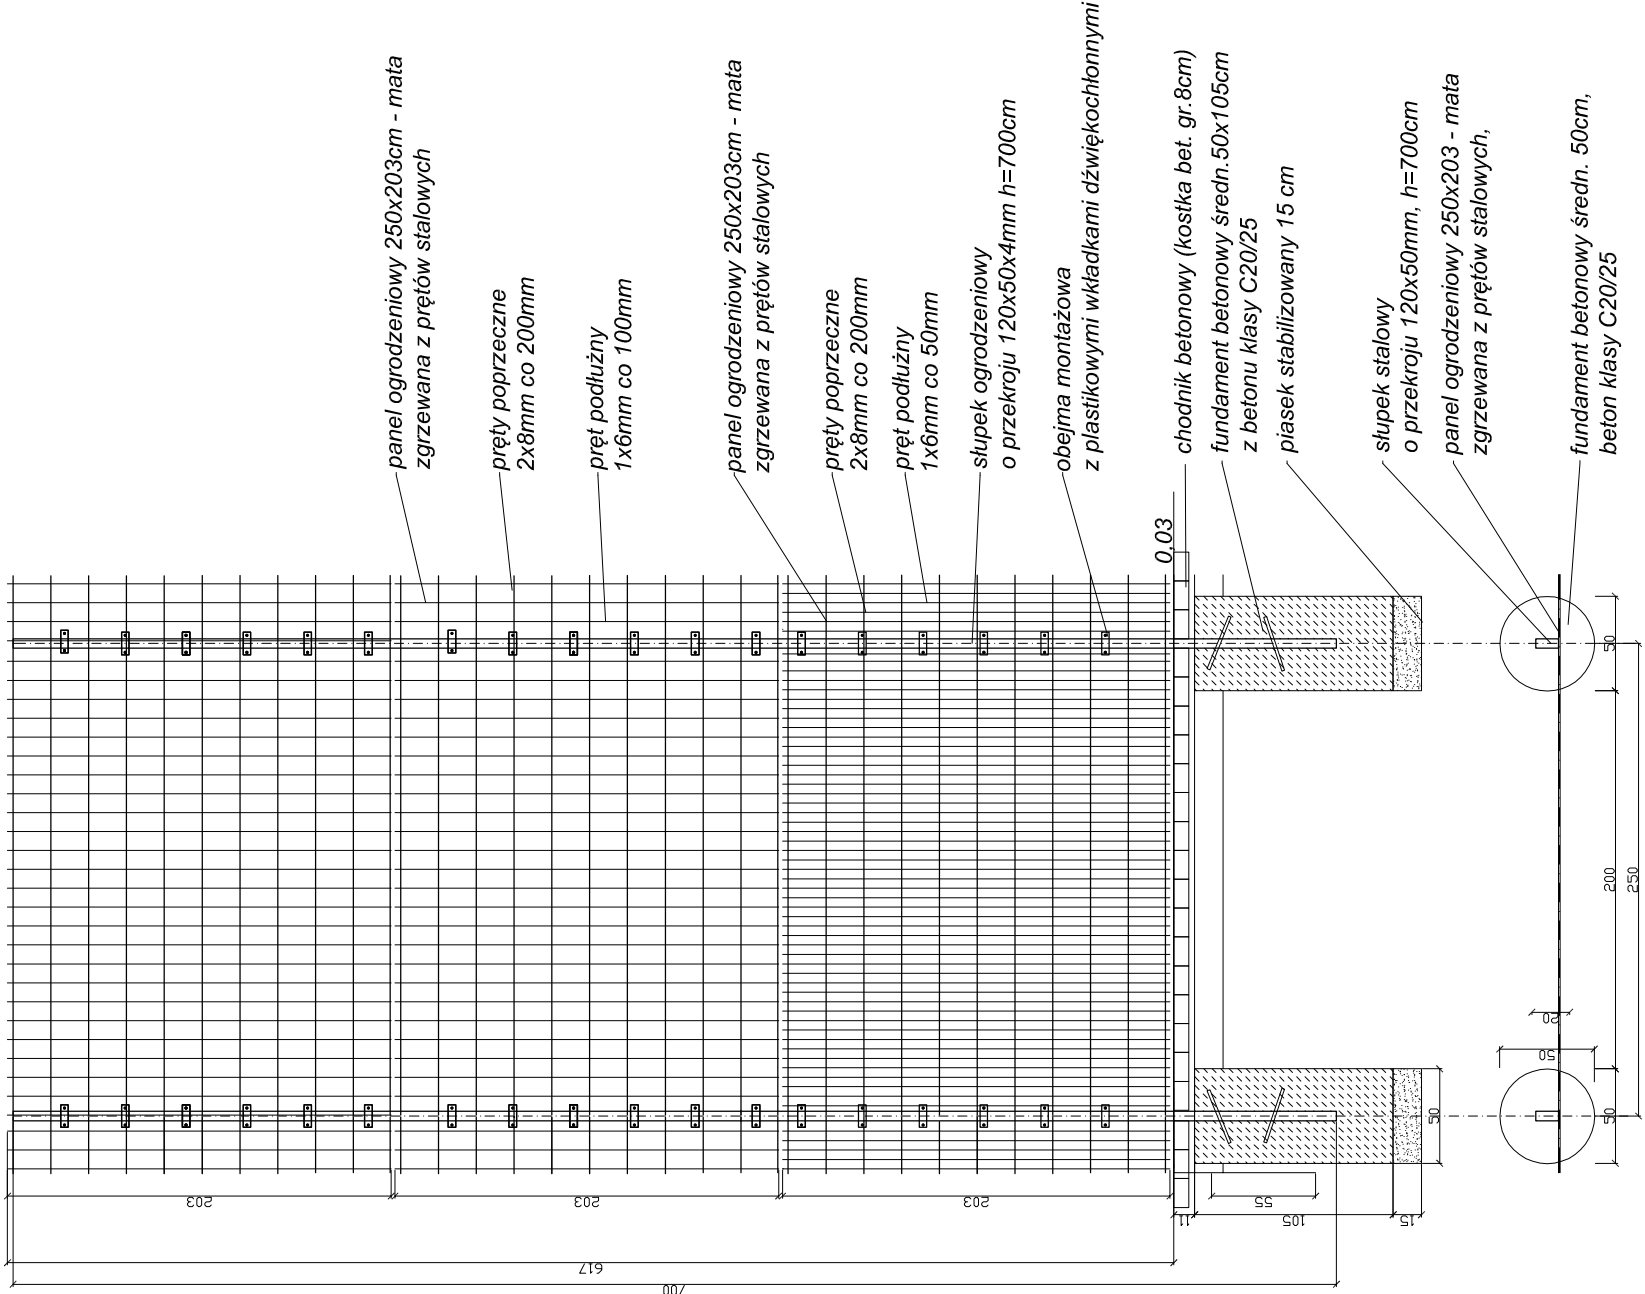 panel ogrodzeniowy 250x203cm - mata
zgrzewana z prętów stalowych
pręty poprzeczne
2x8mm co 200mm
pręt podłużny
1x6mm co 100mm
panel ogrodzeniowy 250x203cm - mata
zgrzewana z prętów stalowych
pręty poprzeczne
2x8mm co 200mm
pręt podłużny
1x6mm co 50mm
słupek ogrodzeniowy
o przekroju 120x50x4mm h=700cm
obejma montażowa
z plastikowymi wkładkami dźwiękochłonnymi
0.03
chodnik betonowy (kostka bet. gr.8cm)
fundament betonowy średn.50x105cm
z betonu klasy C20/25
piasek stabilizowany 15 cm
słupek stalowy
o przekroju 120x50mm, h=700cm
panel ogrodzeniowy 250x203 - mata
zgrzewana z prętów stalowych,
fundament betonowy średn. 50cm,
beton klasy C20/25
203
203
203
617
700
11
105
15
55
50
50
20
50
200
50
250